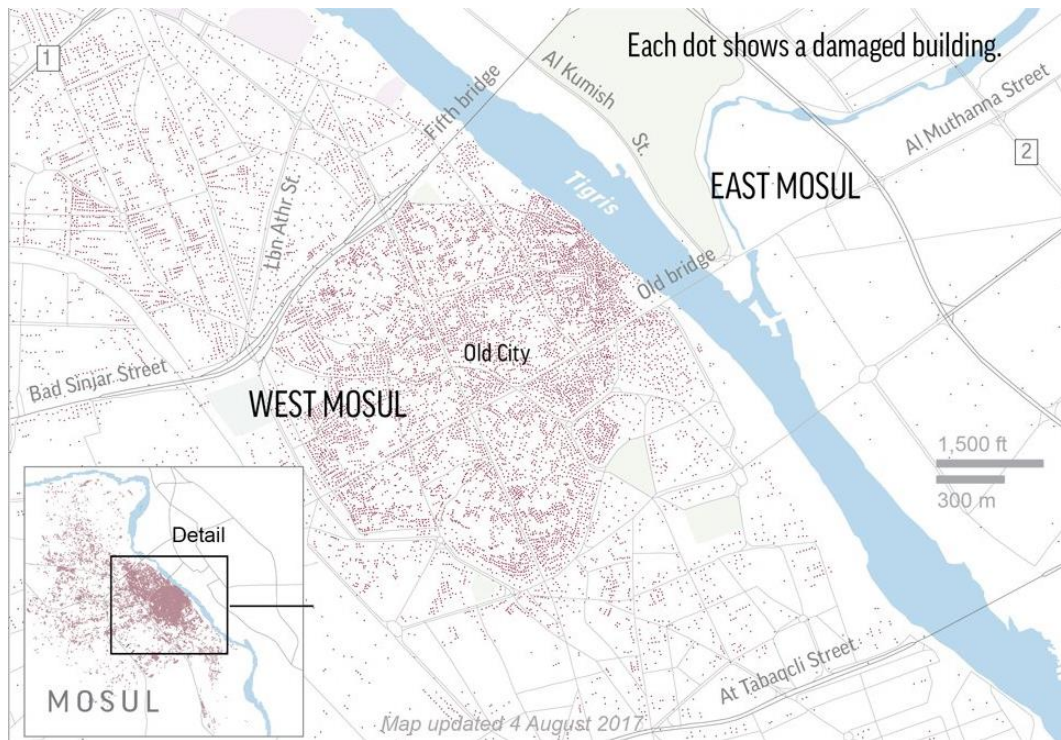 Each dot shows a damaged building.
1
Fifth bridge
Al Kumish
St.
Al Muthanna Street
2
EAST MOSUL
Tigris
Lbn Athr St.
Old bridge
Old City
Bad Sinjar Street
WEST MOSUL
1,500 ft
300 m
Detail
MOSUL
At Tabaqcli Street
Map updated 4 August 2017